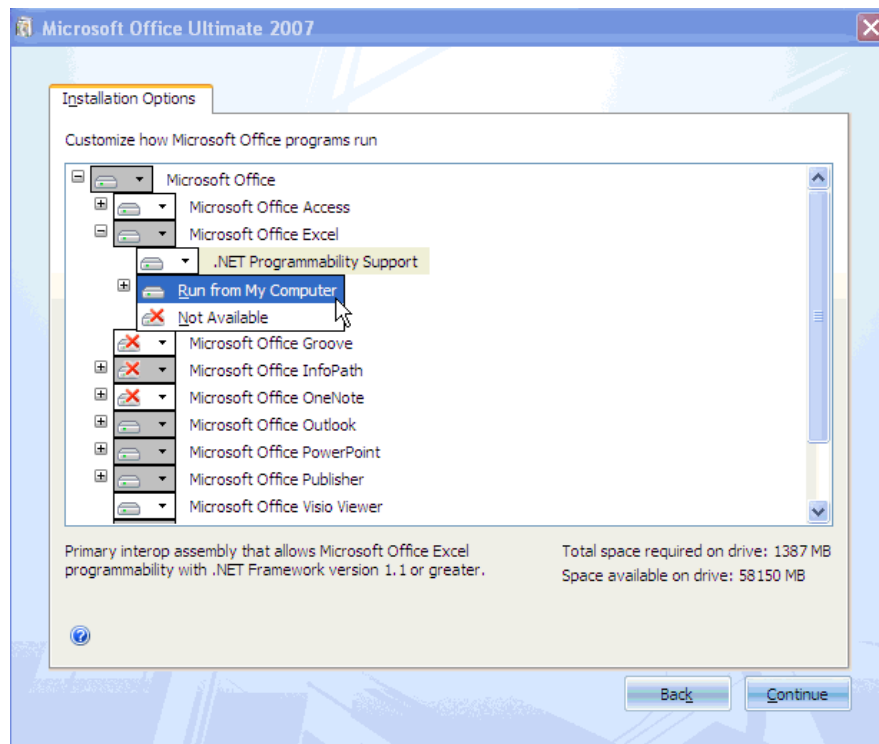 Microsoft Office Ultimate 2007
Installation Options
Customize how Microsoft Office programs run
Microsoft Office
Microsoft Office Access
Microsoft Office Excel
.NET Programmability Support
Run from My Computer
Not Available
Microsoft Office Groove
Microsoft Office InfoPath
Microsoft Office OneNote
Microsoft Office Outlook
Microsoft Office PowerPoint
Microsoft Office Publisher
Microsoft Office Visio Viewer
Primary interop assembly that allows Microsoft Office Excel
programmability with .NET Framework version 1.1 or greater.
Total space required on drive: 1387 MB
Space available on drive: 58150 MB
Back
Continue